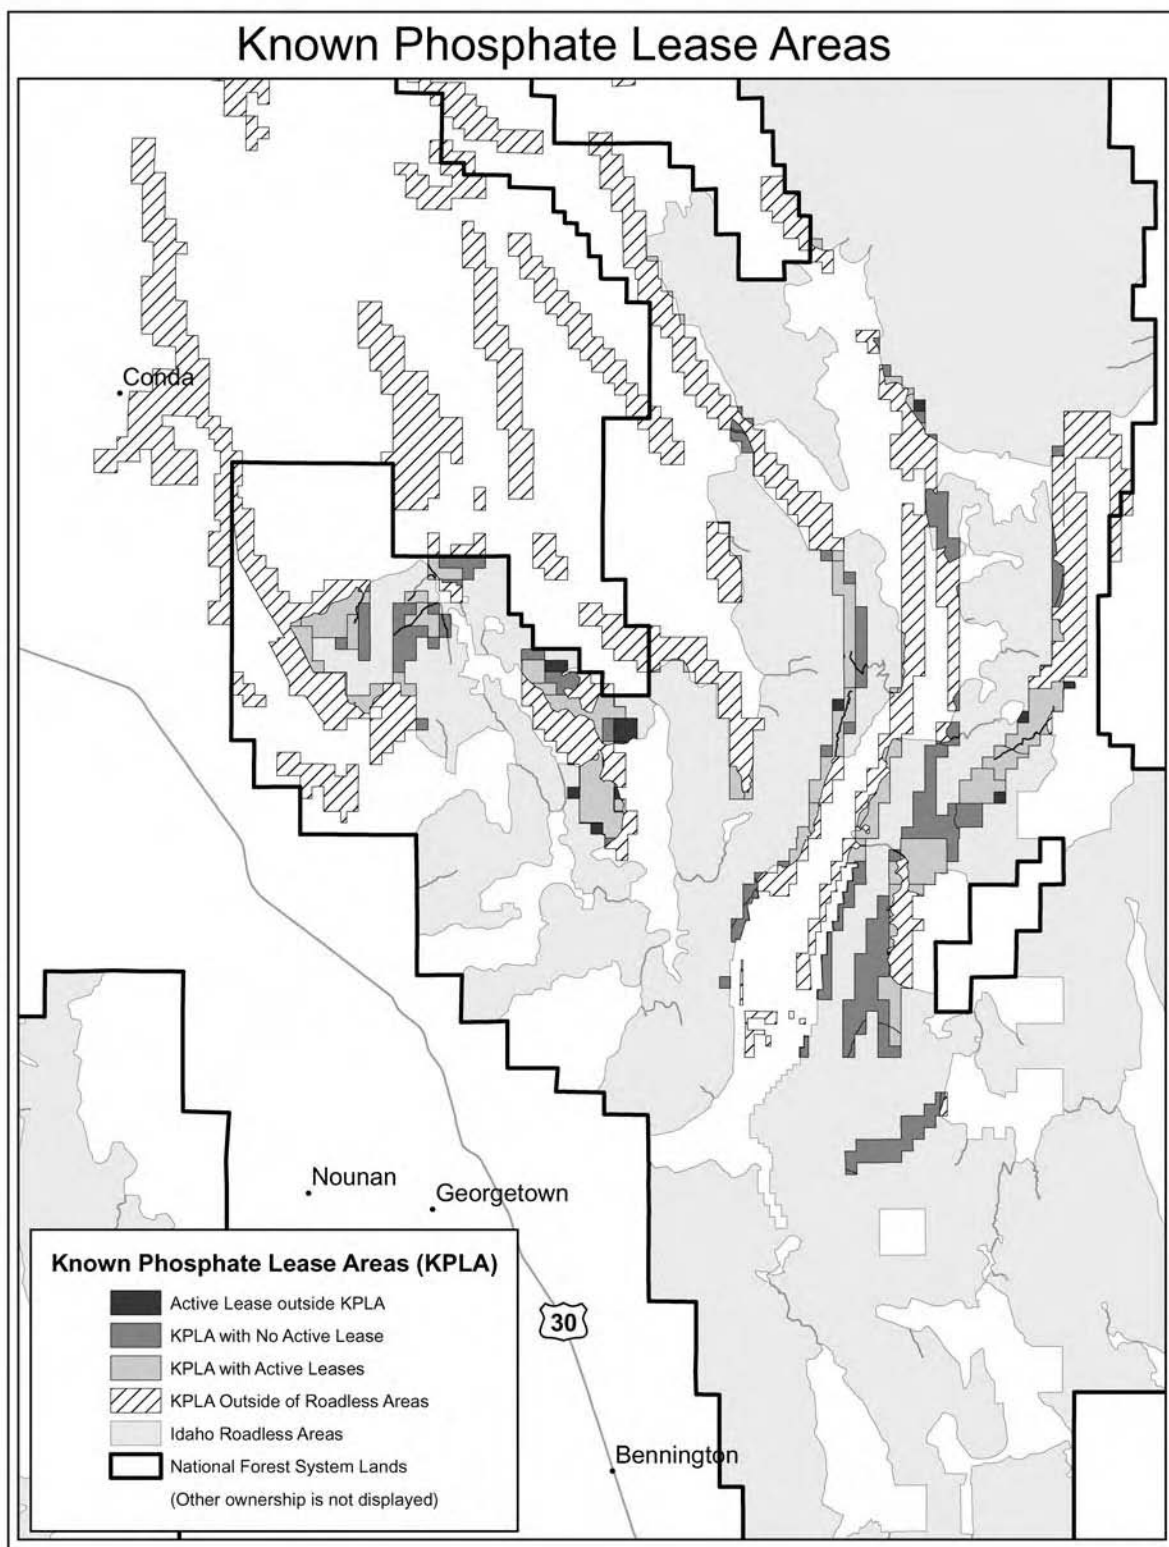 Known Phosphate Lease Areas
Conda
Nounan
Georgetown
Known Phosphate Lease Areas (KPLA)
Active Lease outside KPLA
KPLA with No Active Lease
KPLA with Active Leases
KPLA Outside of Roadless Areas
Idaho Roadless Areas
National Forest System Lands
(Other ownership is not displayed)
30
Bennington